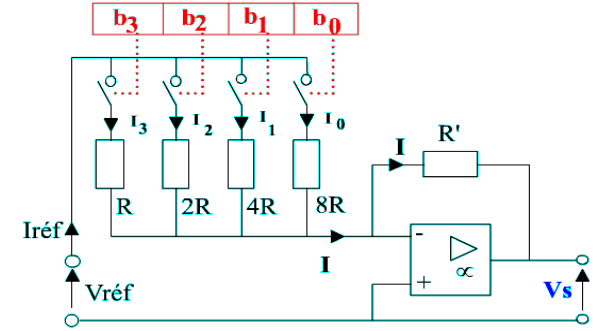 b3 b2 b1 b0
I3 I2 I1 I0
R'
I
R 2R 4R 8R
Iréf
I
-
∝
+
Vréf
Vs